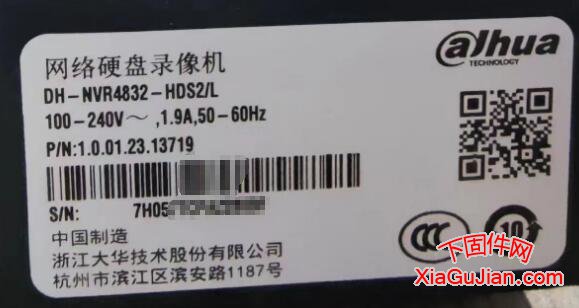 alhua
TECHNOLOGY
网络硬盘录像机
DH-NVR4832-HDS2/L
100-240V～,1.9A,50-60Hz
P/N:1.0.01.23.13719
S/N: 7H05
中国制造
浙江大华技术股份有限公司
杭州市滨江区滨安路1187号
CCC
10
下固件网
XiaGuJian.com